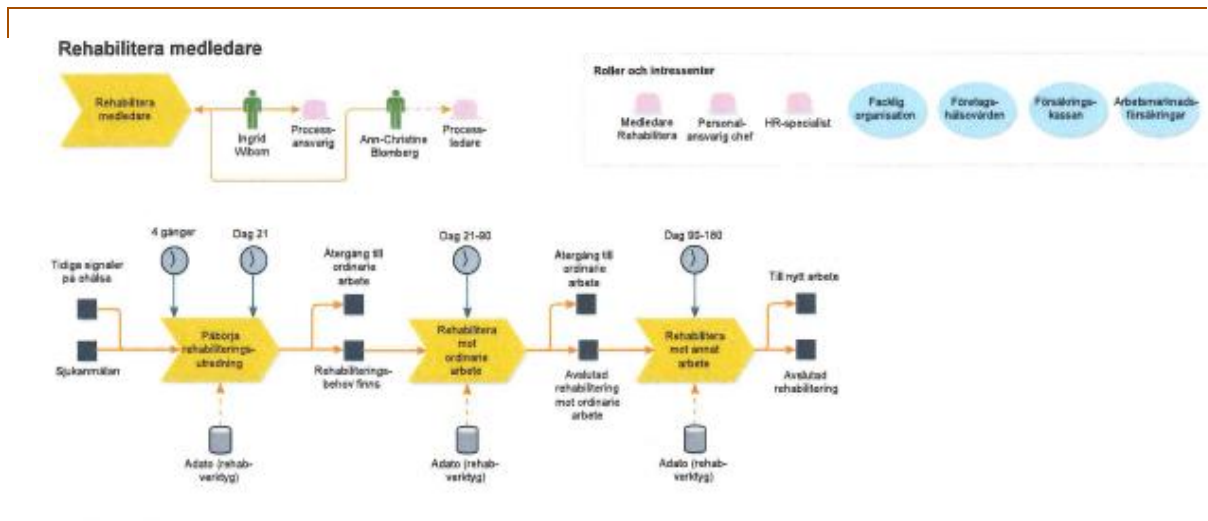 Rehabilitera medledare
Rehabilitera
medledare
Ingrid
Wibom
Process-
ansvarig
Ann-Christine
Blomberg
Process-
ledare
Roller och intressenter
Medledare
Rehabilitera
Personal-
ansvarig chef
HR-specialist
Facklig
organisation
Företags-
hälsovården
Försäkrings-
kassan
Arbetsmarknads-
försäkringar
4 gånger
Dag 21
Tidiga signaler
på ohälsa
Sjukanmälan
Påbörja
rehabiliterings-
utredning
Adato (rehab-
verktyg)
Återgång till
ordinarie
arbete
Rehabiliterings-
behov finns
Dag 21-90
Rehabilitera
mot
ordinarie
arbete
Adato (rehab-
verktyg)
Återgång till
ordinarie
arbete
Avslutad
rehabilitering
mot ordinarie
arbete
Dag 90-180
Rehabilitera
mot annat
arbete
Adato (rehab-
verktyg)
Till nytt arbete
Avslutad
rehabilitering